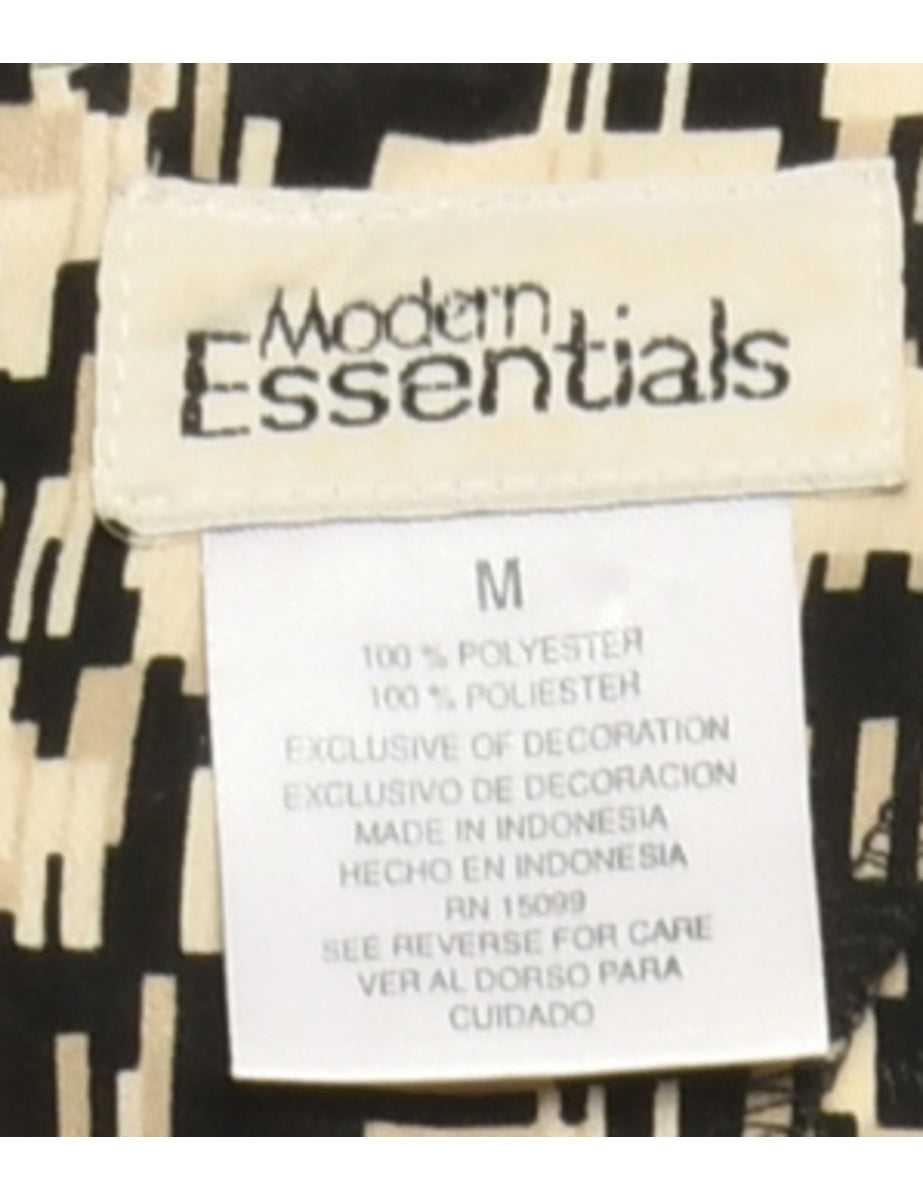 Modern
Essentials
M
100 % POLYESTER
100 % POLIESTER
EXCLUSIVE OF DECORATION
EXCLUSIVO DE DECORACION
MADE IN INDONESIA
HECHO EN INDONESIA
RN 15099
SEE REVERSE FOR CARE
VER AL DORSO PARA
CUIDADO